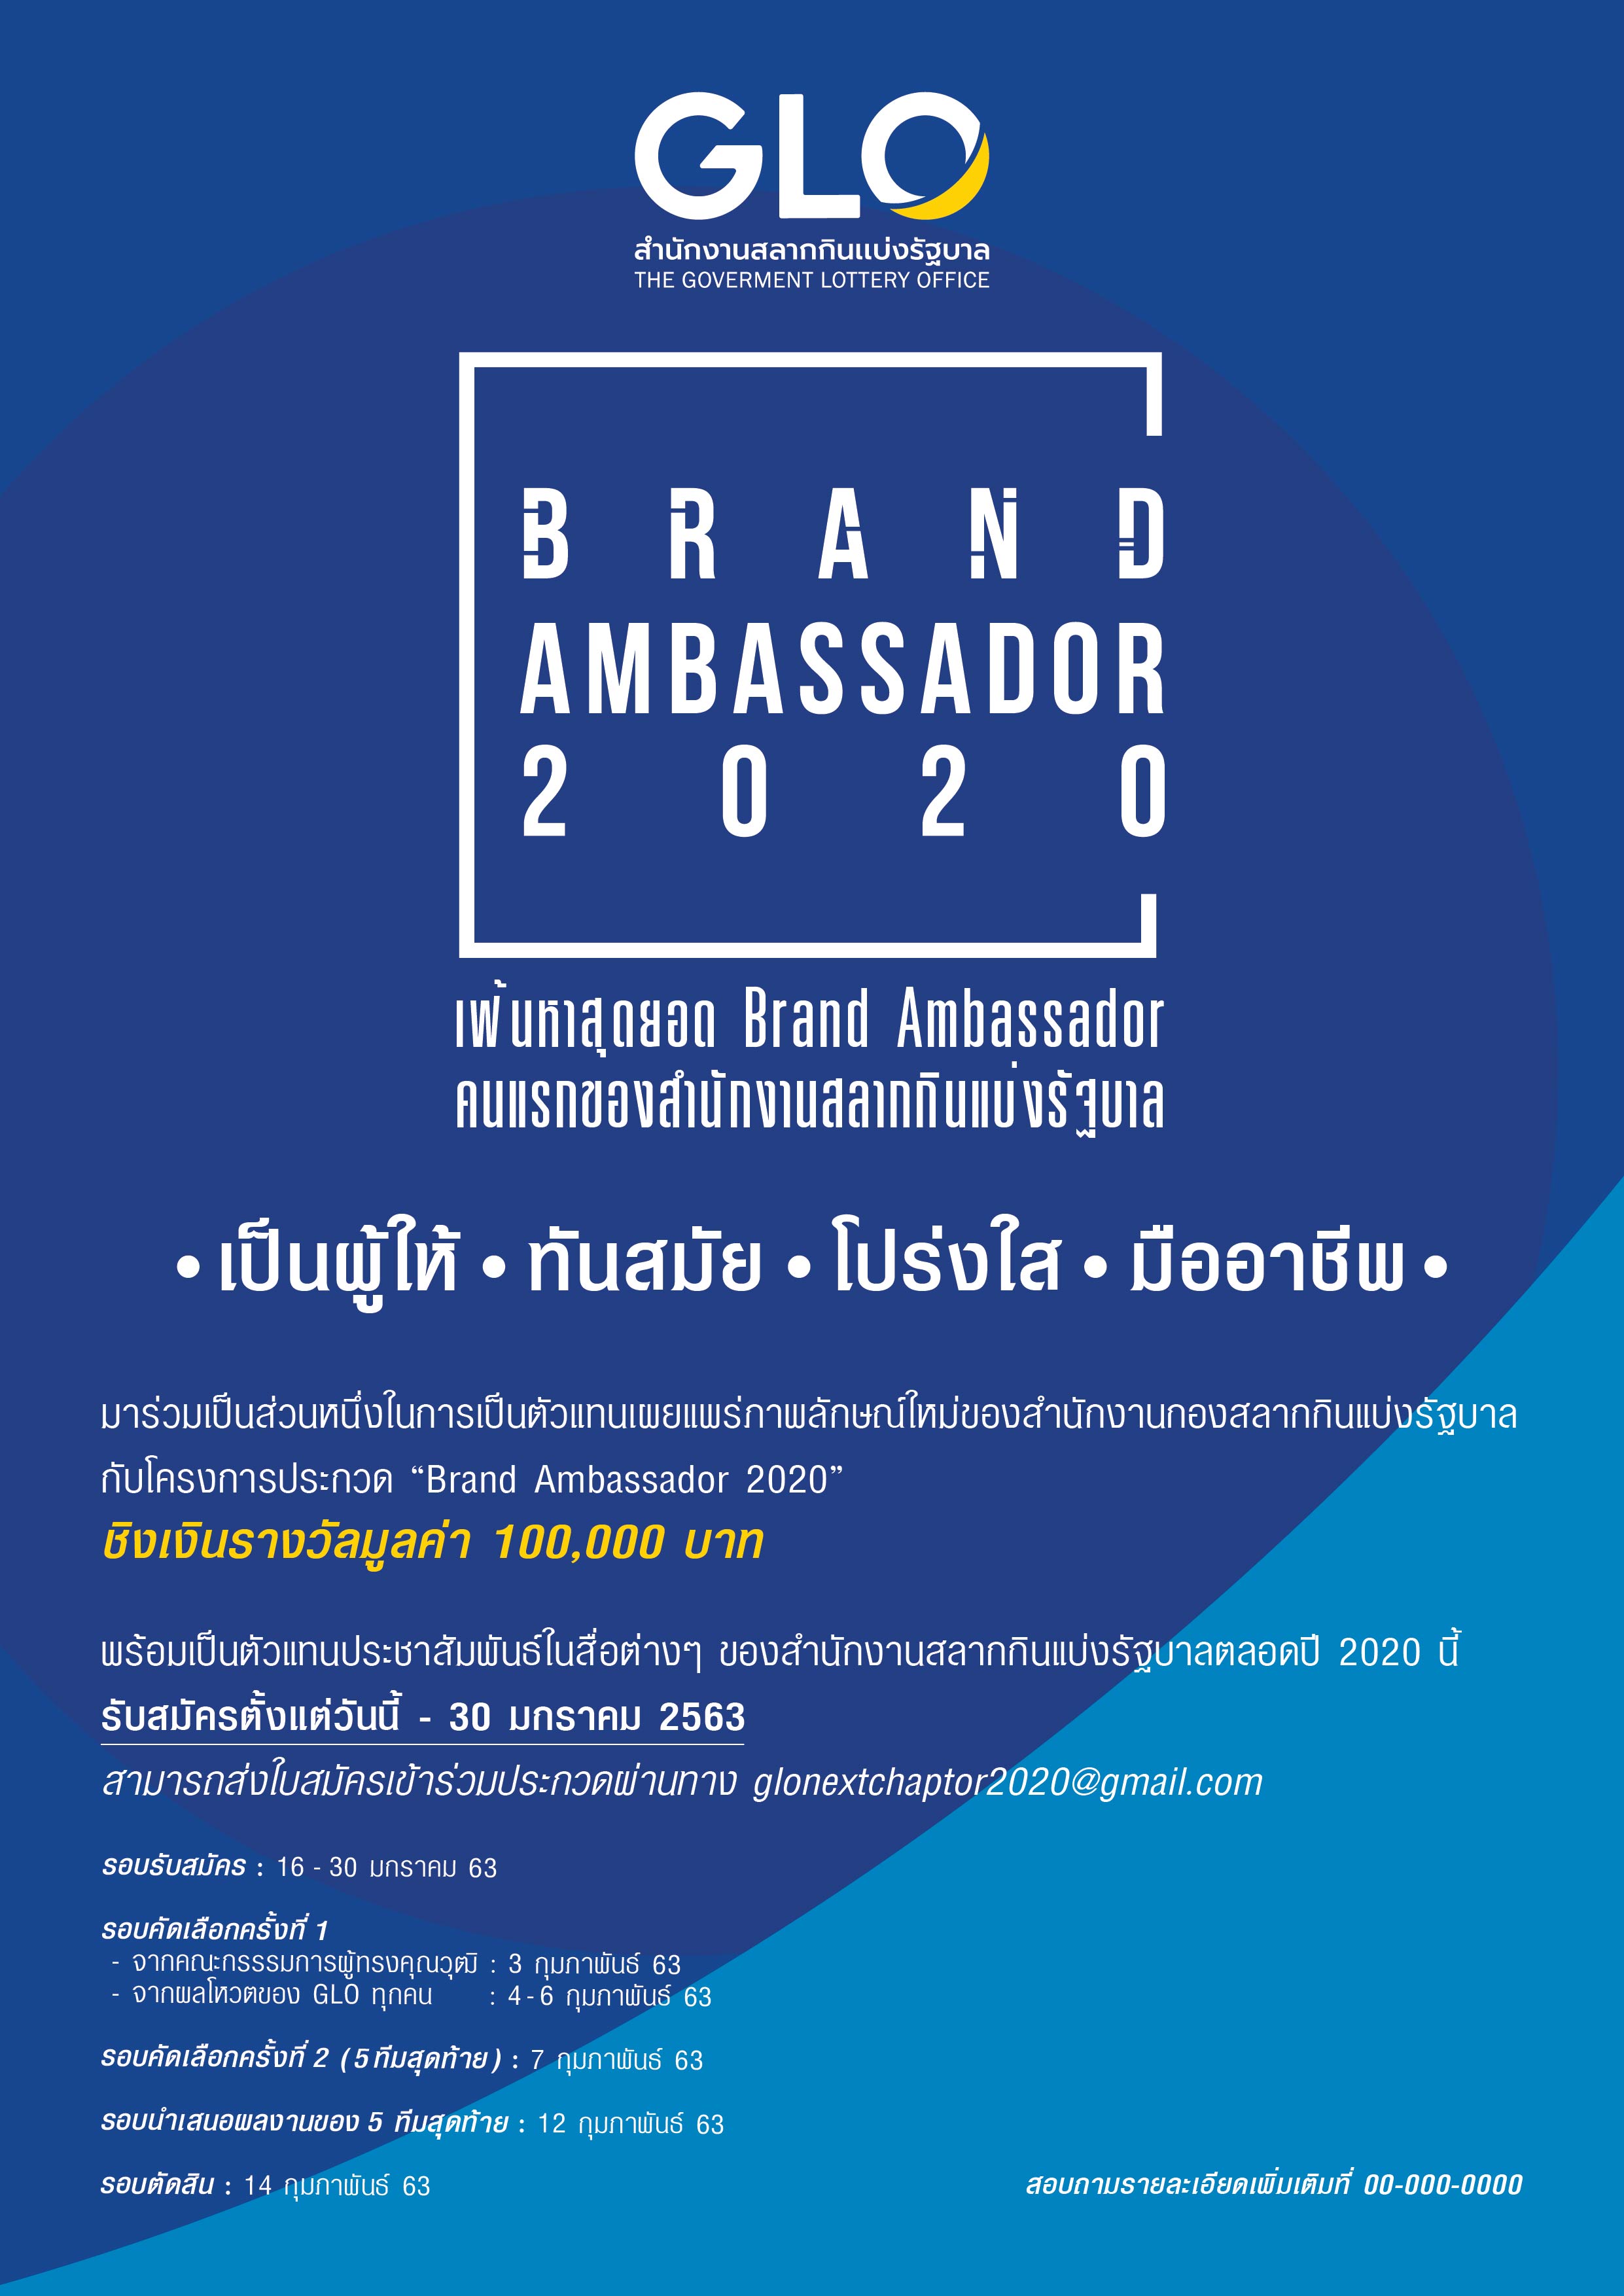 GLO
สำนักงานสลากกินแบ่งรัฐบาล
THE GOVERMENT LOTTERY OFFICE
BRAND
AMBASSADOR
2020
เฟ้นหาสุดยอด Brand Ambassador
คนแรกของสำนักงานสลากกินแบ่งรัฐบาล
• เป็นผู้ให้ • ทันสมัย • โปร่งใส • มืออาชีพ •
มาร่วมเป็นส่วนหนึ่งในการเป็นตัวแทนเผยแพร่ภาพลักษณ์ใหม่ของสำนักงานกองสลากกินแบ่งรัฐบาล
กับโครงการประกวด “Brand Ambassador 2020”
ชิงเงินรางวัลมูลค่า 100,000 บาท
พร้อมเป็นตัวแทนประชาสัมพันธ์ในสื่อต่างๆ ของสำนักงานสลากกินแบ่งรัฐบาลตลอดปี 2020 นี้
รับสมัครตั้งแต่วันนี้ - 30 มกราคม 2563
สามารถส่งใบสมัครเข้าร่วมประกวดผ่านทาง glonextchaptor2020@gmail.com
รอบรับสมัคร : 16 - 30 มกราคม 63
รอบคัดเลือกครั้งที่ 1
- จากคณะกรรรมการผู้ทรงคุณวุฒิ : 3 กุมภาพันธ์ 63
- จากผลโหวตของ GLO ทุกคน : 4 - 6 กุมภาพันธ์ 63
รอบคัดเลือกครั้งที่ 2 ( 5 ทีมสุดท้าย ) : 7 กุมภาพันธ์ 63
รอบนำเสนอผลงานของ 5 ทีมสุดท้าย : 12 กุมภาพันธ์ 63
รอบตัดสิน : 14 กุมภาพันธ์ 63
สอบถามรายละเอียดเพิ่มเติมที่ 00-000-0000